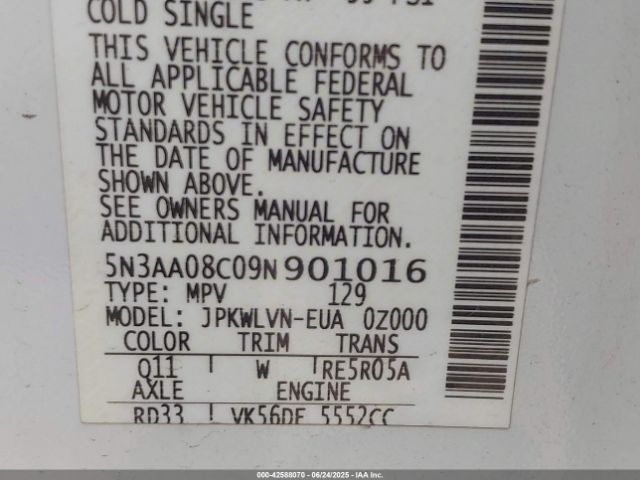 COLD SINGLE
THIS VEHICLE CONFORMS TO
ALL APPLICABLE FEDERAL
MOTOR VEHICLE SAFETY
STANDARDS IN EFFECT ON
THE DATE OF MANUFACTURE
SHOWN ABOVE.
SEE OWNERS MANUAL FOR
ADDITIONAL INFORMATION.
5N3AA08C09N901016
TYPE: MPV 129
MODEL: JPKWLVN-EUA 0Z000
COLOR TRIM TRANS
Q11 W RE5R05A
AXLE ENGINE
RD33 VK56DE 5552CC
000-42588070 - 06/24/2025 - IAA, Inc.